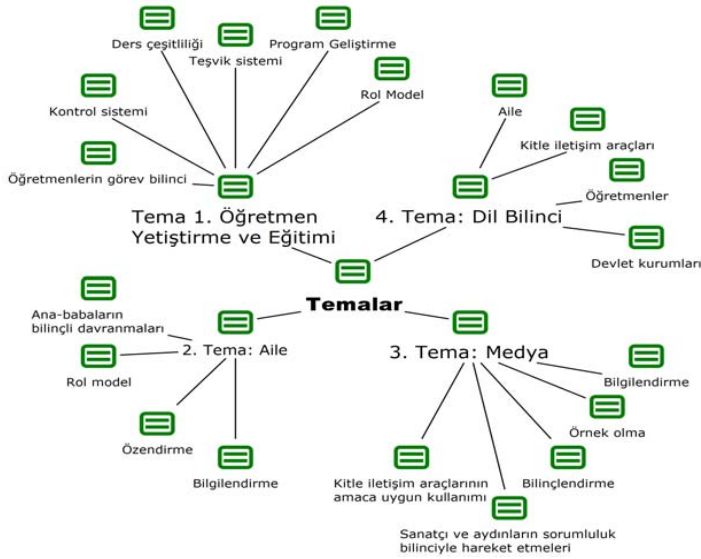 Ders çeşitliliği
Teşvik sistemi
Program Geliştirme
Rol Model
Kontrol sistemi
Öğretmenlerin görev bilinci
Tema 1. Öğretmen
Yetiştirme ve Eğitimi
Aile
Kitle iletişim araçları
Öğretmenler
4. Tema: Dil Bilinci
Devlet kurumları
Temalar
Ana-babaların
bilinçli davranmaları
2. Tema: Aile
Rol model
Özendirme
Bilgilendirme
3. Tema: Medya
Bilgilendirme
Örnek olma
Kitle iletişim araçlarının
amaca uygun kullanımı
Bilinçlendirme
Sanatçı ve aydınların sorumluluk
bilinciyle hareket etmeleri